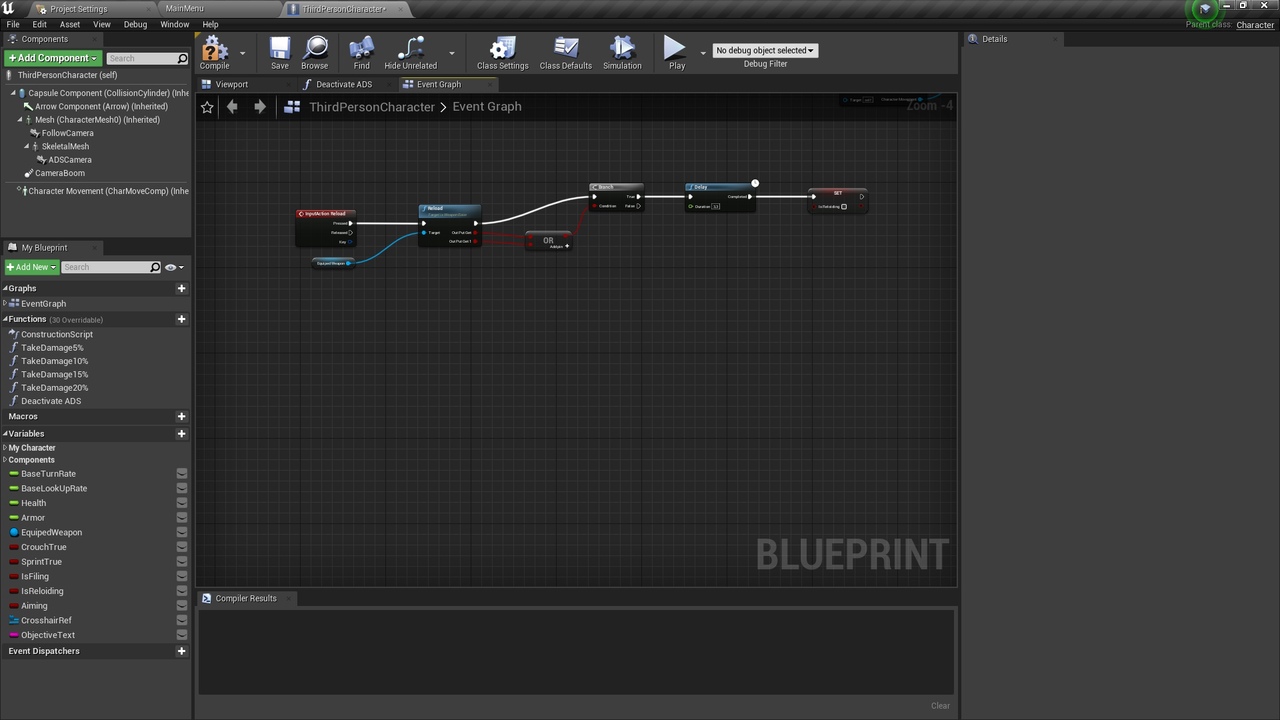 Project Settings
MainMenu
ThirdPersonCharacter*
File Edit Asset View Debug Window Help
Parent class: Character
Components
Details
+ Add Component
Search
Compile
Save
Browse
Find
Hide Unrelated
Class Settings
Class Defaults
Simulation
Play
No debug object selected
Debug Filter
ThirdPersonCharacter (self)
Capsule Component (CollisionCylinder) (Inhe
Arrow Component (Arrow) (Inherited)
Mesh (CharacterMesh0) (Inherited)
FollowCamera
SkeletalMesh
ADSCamera
CameraBoom
Character Movement (CharMoveComp) (Inhe
Viewport
Deactivate ADS
Event Graph
ThirdPersonCharacter > Event Graph
Zoom -4
InputAction Reload
Pressed
Released
Key
Reload
Target
Out Put Get
Out Put Get 1
OR
Add pin +
Branch
Condition
True
False
Delay
Duration
Completed
SET
My Blueprint
+ Add New
Search
Graphs
EventGraph
Functions (30 Overridable)
ConstructionScript
TakeDamage5%
TakeDamage10%
TakeDamage15%
TakeDamage20%
Deactivate ADS
Macros
Variables
My Character
Components
BaseTurnRate
BaseLookUpRate
Health
Armor
EquipedWeapon
CrouchTrue
SprintTrue
IsFiling
IsReloiding
Aiming
CrosshairRef
ObjectiveText
Event Dispatchers
BLUEPRINT
Compiler Results
Clear